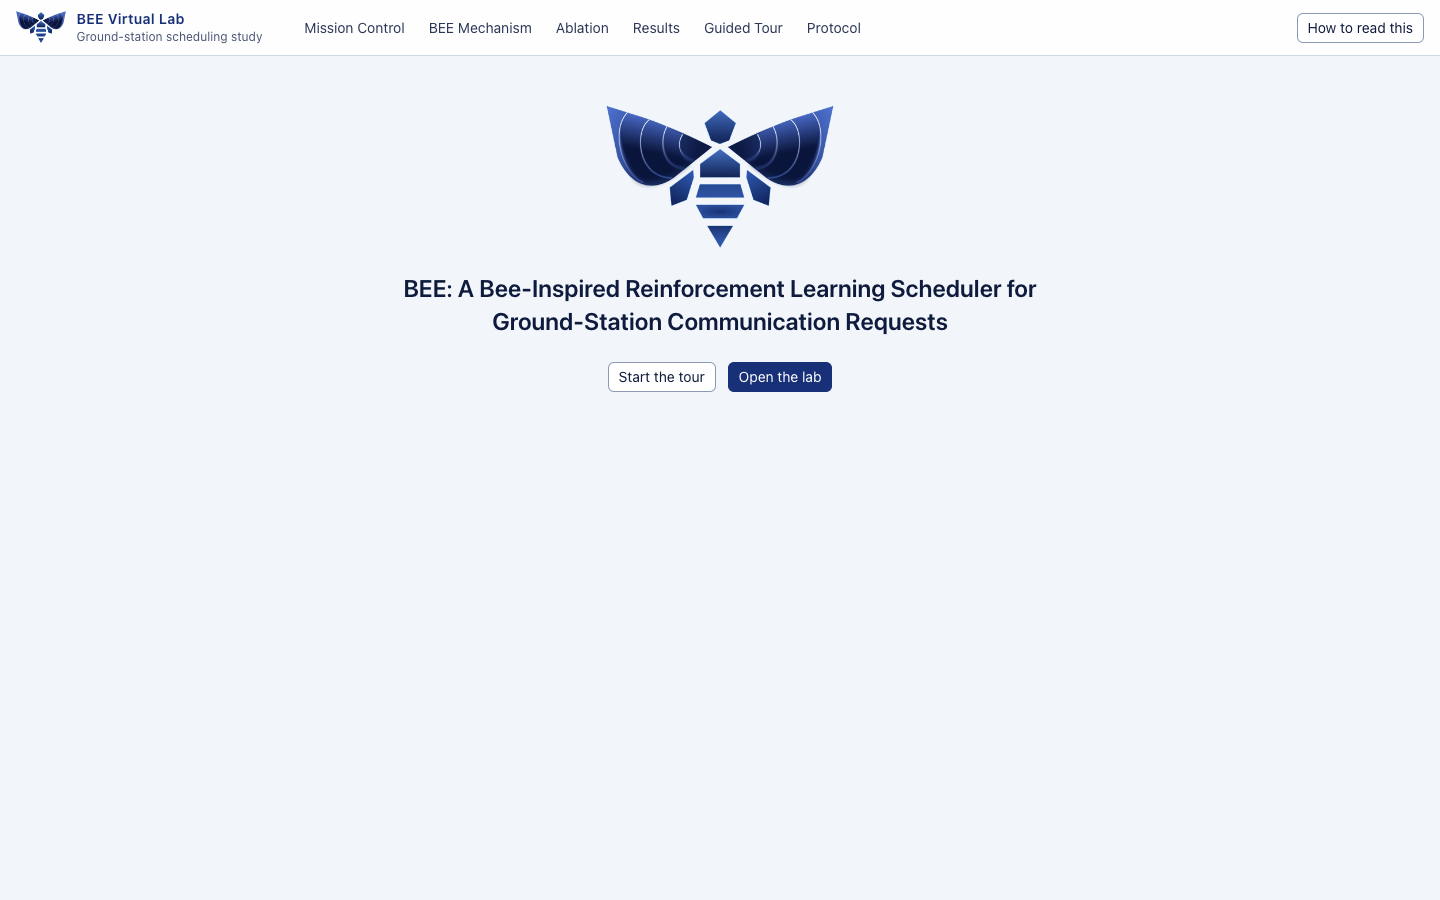 BEE Virtual Lab
Ground-station scheduling study
Mission Control
BEE Mechanism
Ablation
Results
Guided Tour
Protocol
How to read this
BEE: A Bee-Inspired Reinforcement Learning Scheduler for
Ground-Station Communication Requests
Start the tour
Open the lab